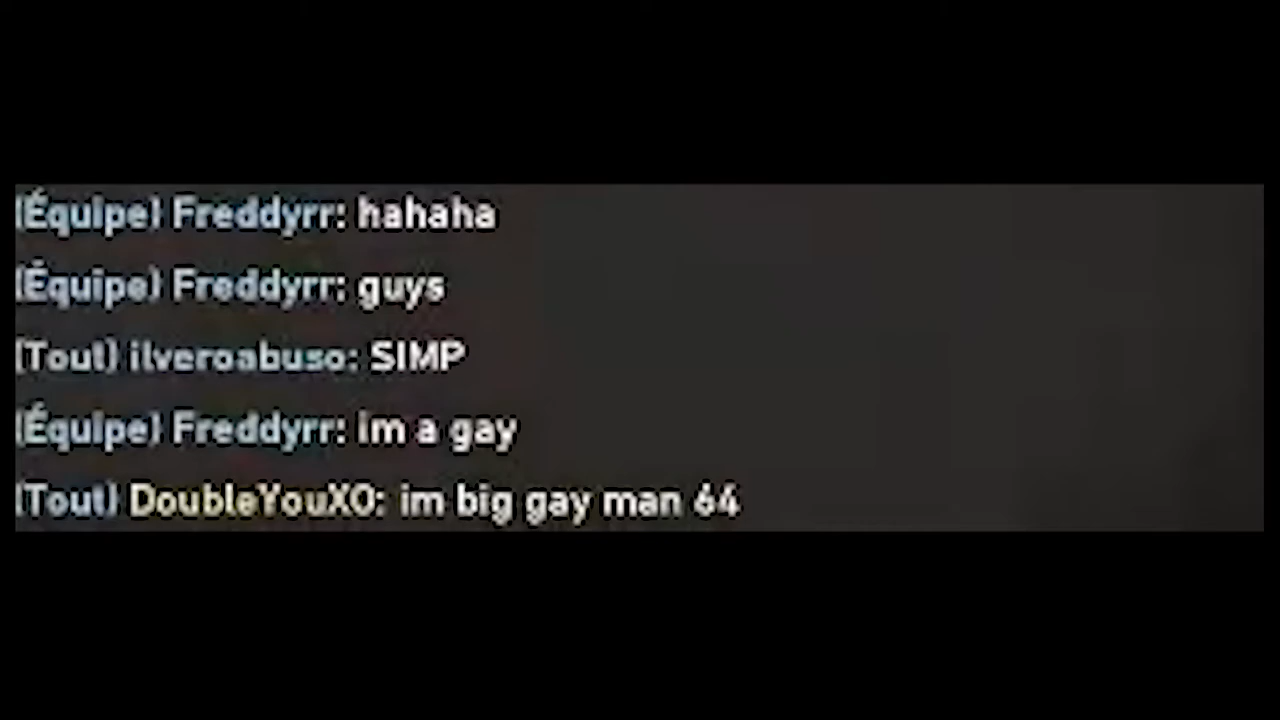 (Équipe) Freddyrr: hahaha
(Équipe) Freddyrr: guys
(Tout) ilveroabuso: SIMP
(Équipe) Freddyrr: im a gay
(Tout) DoubleYouXO: im big gay man 64